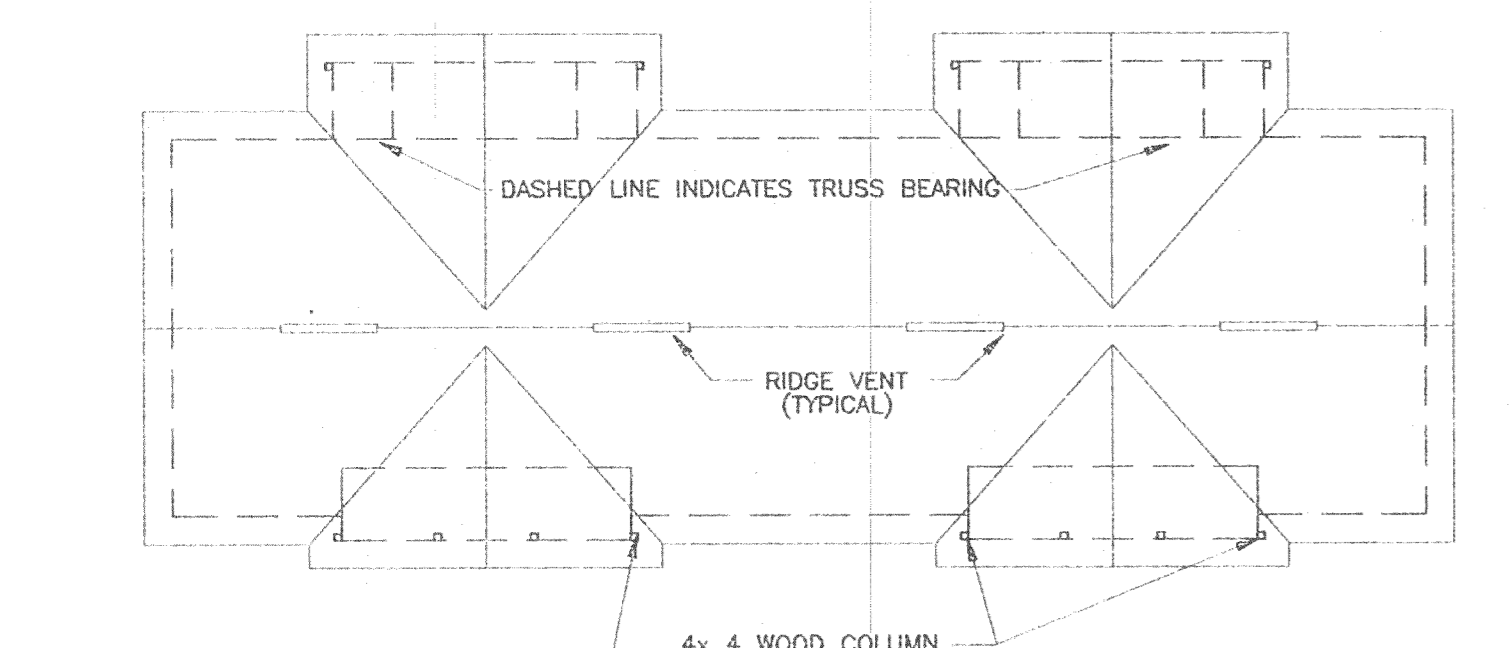 DASHED LINE INDICATES TRUSS BEARING
RIDGE VENT
(TYPICAL)
4x 4 WOOD COLUMN